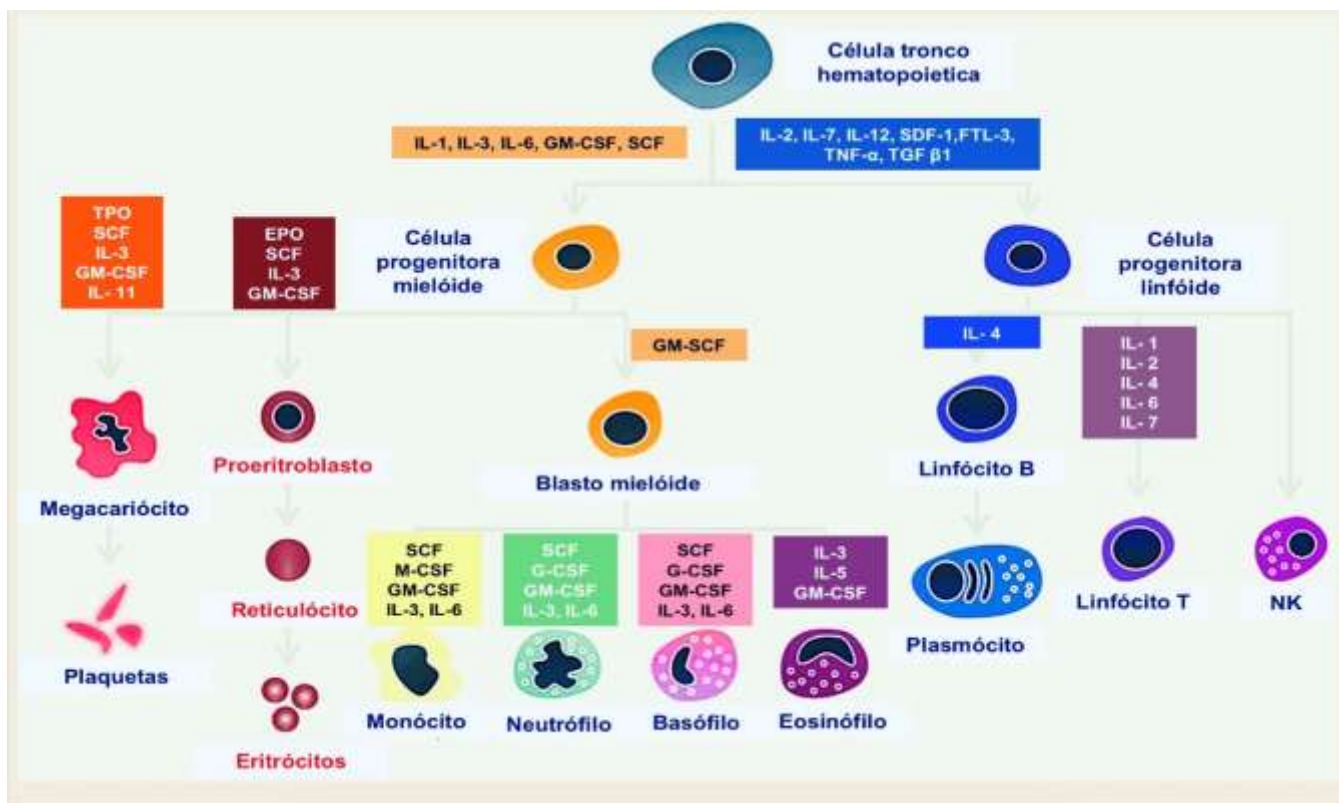 Célula tronco
hematopoietica
IL-1, IL-3, IL-6, GM-CSF, SCF
IL-2, IL-7, IL-12, SDF-1,FTL-3,
TNF-α, TGF β1
TPO
SCF
IL-3
GM-CSF
IL- 11
EPO
SCF
IL-3
GM-CSF
Célula
progenitora
mielóide
Célula
progenitora
linfóide
GM-SCF
IL- 4
IL- 1
IL- 2
IL- 4
IL- 6
IL- 7
Megacariócito
Proeritroblasto
Blasto mielóide
Linfócito B
Plaquetas
Reticulócito
Eritrócitos
SCF
M-CSF
GM-CSF
IL-3, IL-6
Monócito
SCF
G-CSF
GM-CSF
IL-3, IL-6
Neutrófilo
SCF
G-CSF
GM-CSF
IL-3, IL-6
Basófilo
IL-3
IL-5
GM-CSF
Eosinófilo
Plasmócito
Linfócito T
NK